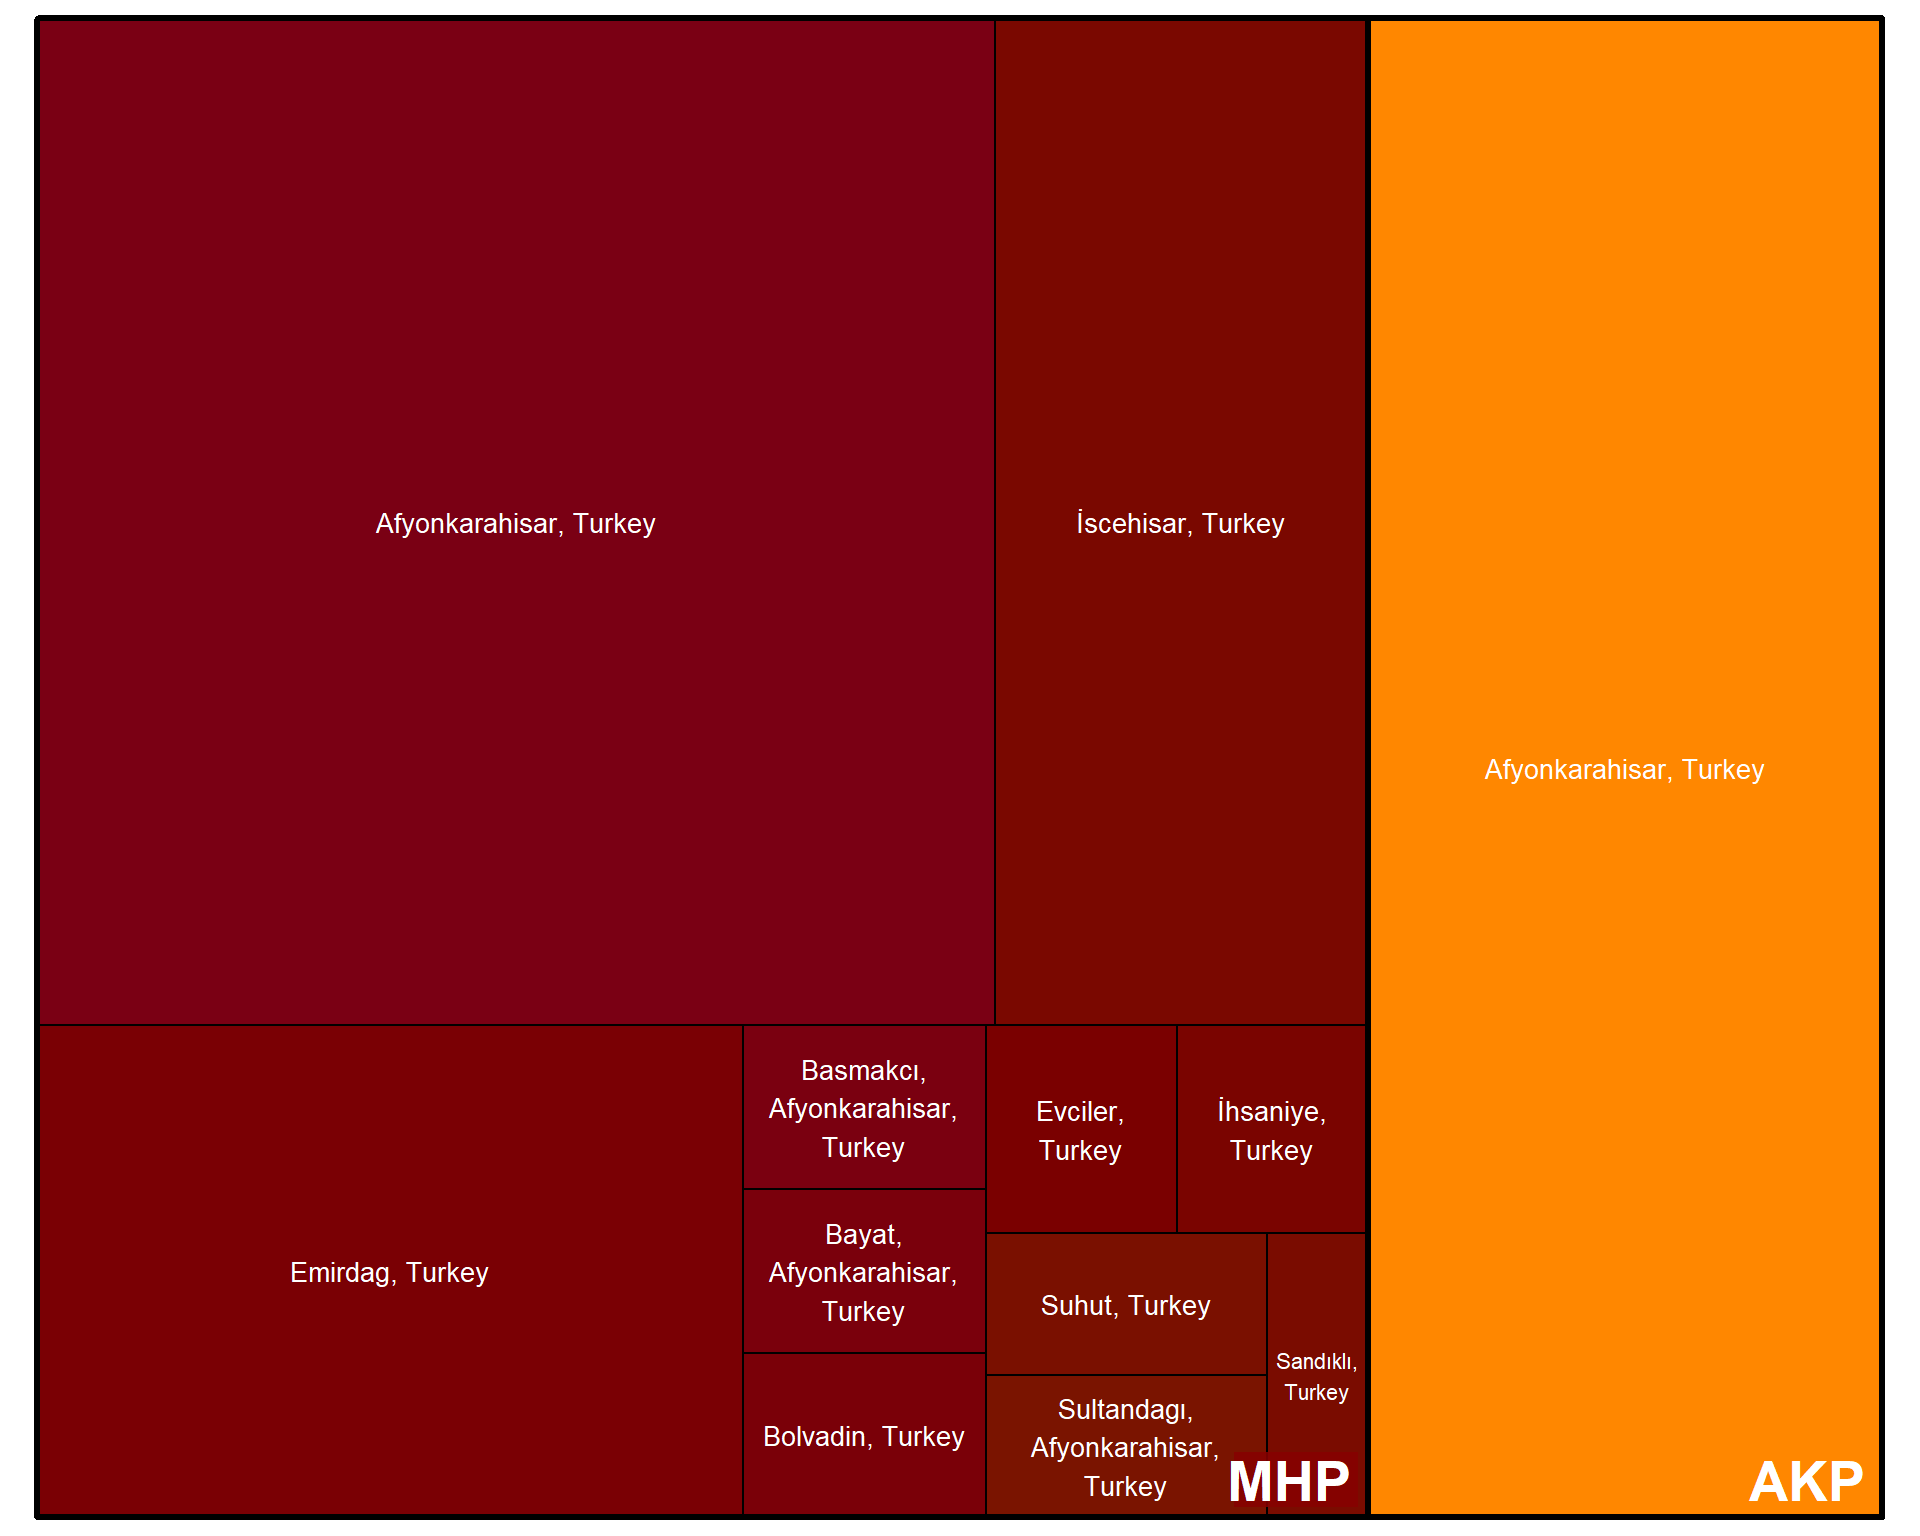 Afyonkarahisar, Turkey
İscehisar, Turkey
Afyonkarahisar, Turkey
Emirdag, Turkey
Basmakcı,
Afyonkarahisar,
Turkey
Bayat,
Afyonkarahisar,
Turkey
Bolvadin, Turkey
Evciler,
Turkey
İhsaniye,
Turkey
Suhut, Turkey
Sandıklı,
Turkey
Sultandagı,
Afyonkarahisar,
Turkey
MHP
AKP